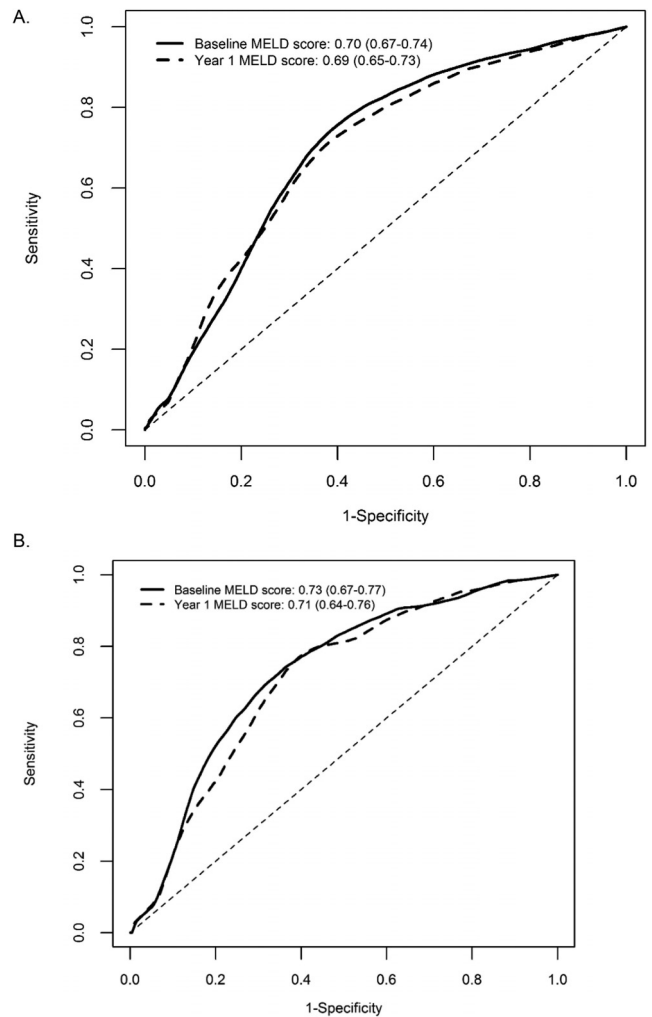 A.
Baseline MELD score: 0.70 (0.67-0.74)
Year 1 MELD score: 0.69 (0.65-0.73)
1.0
0.8
0.6
0.4
0.2
0.0
Sensitivity
0.0 0.2 0.4 0.6 0.8 1.0
1-Specificity
B.
Baseline MELD score: 0.73 (0.67-0.77)
Year 1 MELD score: 0.71 (0.64-0.76)
1.0
0.8
0.6
0.4
0.2
0.0
Sensitivity
0.0 0.2 0.4 0.6 0.8 1.0
1-Specificity